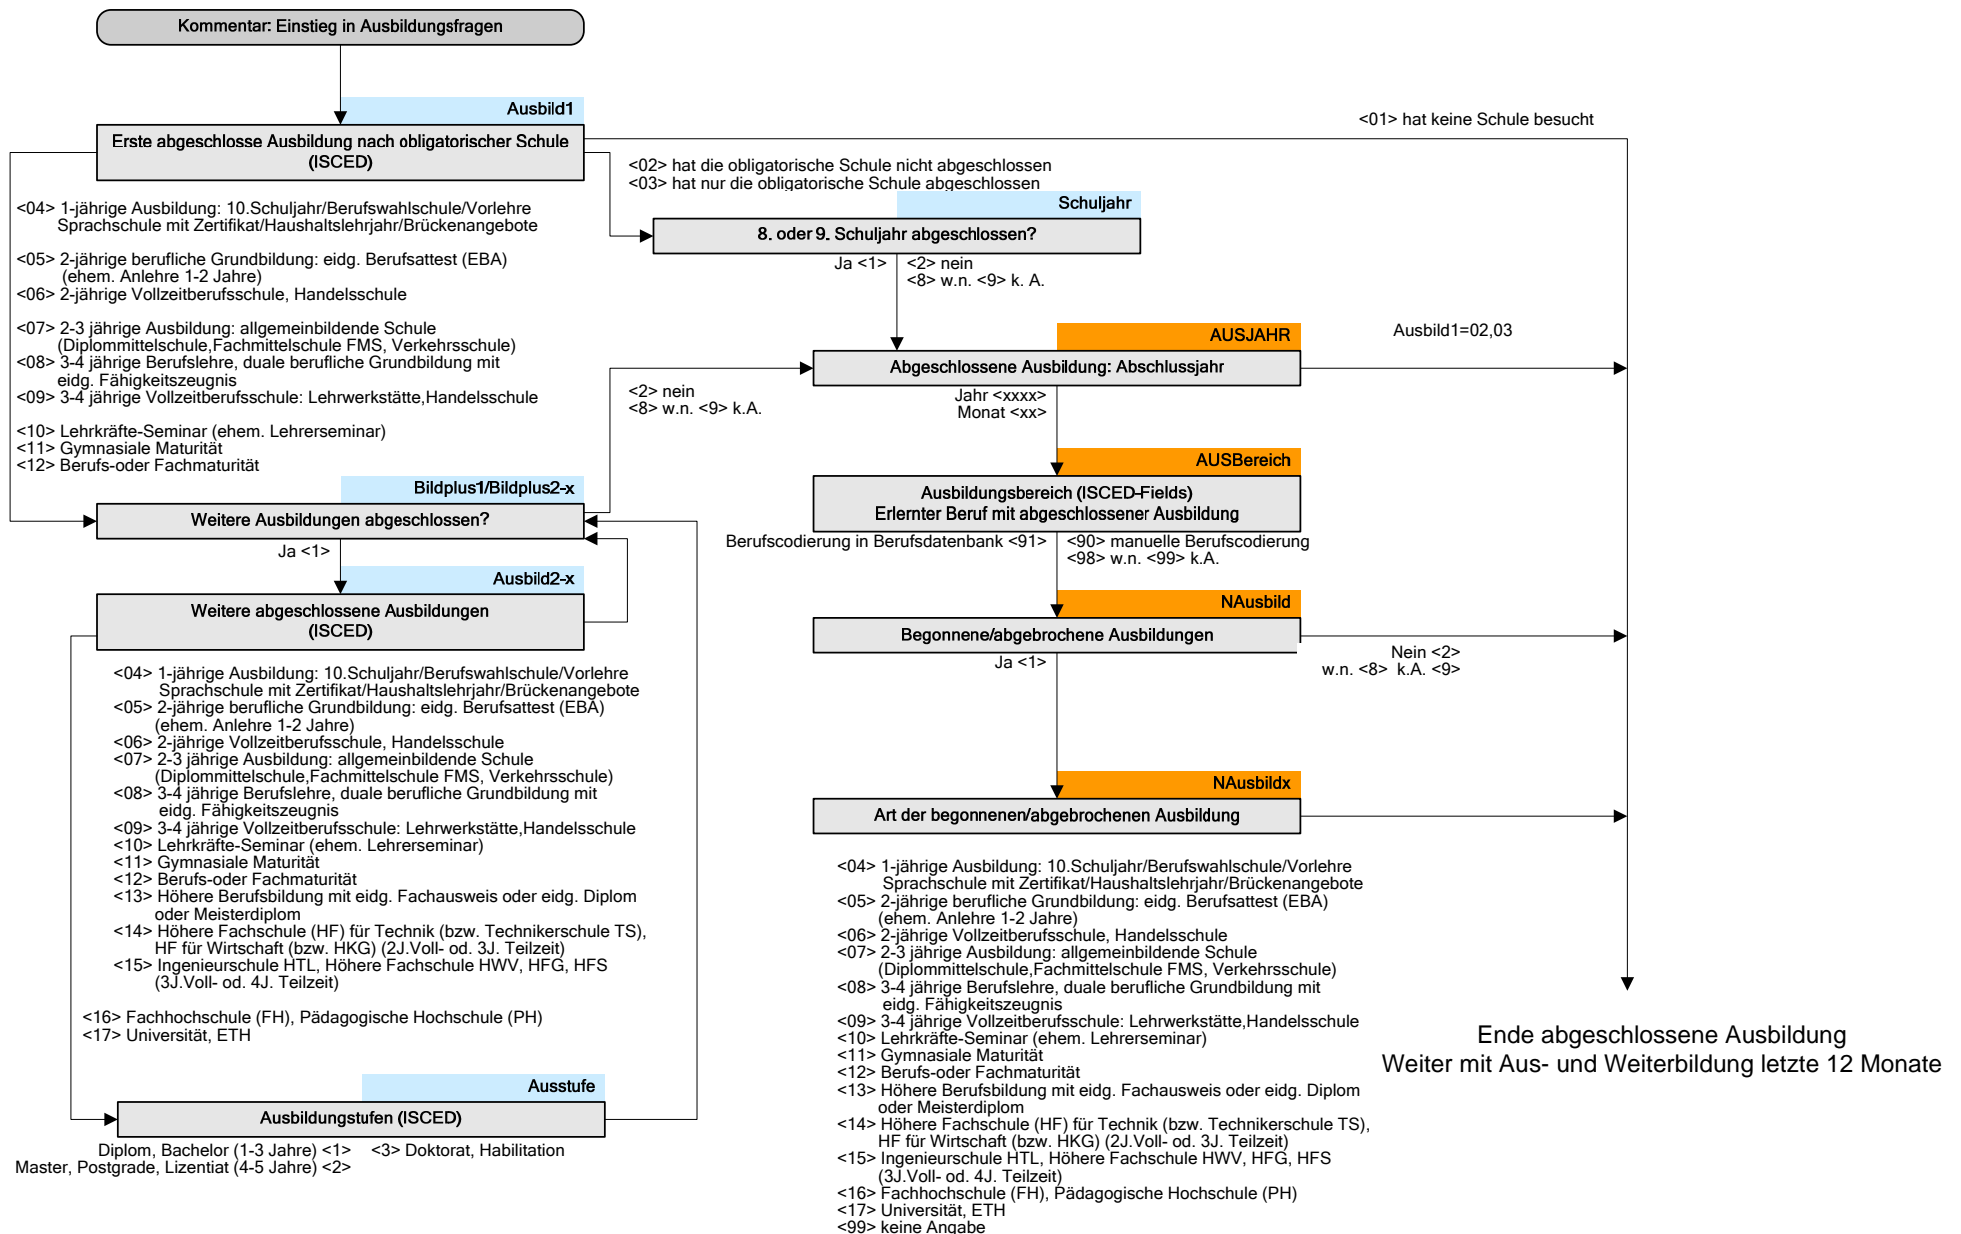 Kommentar: Einstieg in Ausbildungsfragen
Ausbild1
Erste abgeschlosse Ausbildung nach obligatorischer Schule
(ISCED)
<01> hat keine Schule besucht
<02> hat die obligatorische Schule nicht abgeschlossen
<03> hat nur die obligatorische Schule abgeschlossen
Schuljahr
8. oder 9. Schuljahr abgeschlossen?
Ja <1>
<2> nein
<8> w.n. <9> k. A.
<04> 1-jährige Ausbildung: 10.Schuljahr/Berufswahlschule/Vorlehre
Sprachschule mit Zertifikat/Haushaltslehrjahr/Brückenangebote
<05> 2-jährige berufliche Grundbildung: eidg. Berufsattest (EBA)
(ehem. Anlehre 1-2 Jahre)
<06> 2-jährige Vollzeitberufsschule, Handelsschule
<07> 2-3 jährige Ausbildung: allgemeinbildende Schule
(Diplommittelschule,Fachmittelschule FMS, Verkehrsschule)
<08> 3-4 jährige Berufslehre, duale berufliche Grundbildung mit
eidg. Fähigkeitszeugnis
<09> 3-4 jährige Vollzeitberufsschule: Lehrwerkstätte,Handelsschule
<10> Lehrkräfte-Seminar (ehem. Lehrerseminar)
<11> Gymnasiale Maturität
<12> Berufs-oder Fachmaturität
AUSJAHR
Abgeschlossene Ausbildung: Abschlussjahr
Ausbild1=02,03
Jahr <xxxx>
Monat <xx>
<2> nein
<8> w.n. <9> k.A.
Bildplus1/Bildplus2-x
Weitere Ausbildungen abgeschlossen?
Ja <1>
AUSBereich
Ausbildungsbereich (ISCED-Fields)
Erlernter Beruf mit abgeschlossener Ausbildung
Berufscodierung in Berufsdatenbank <91>
<90> manuelle Berufscodierung
<98> w.n. <99> k.A.
Ausbild2-x
Weitere abgeschlossene Ausbildungen
(ISCED)
NAusbild
Begonnene/abgebrochene Ausbildungen
Ja <1>
Nein <2>
w.n. <8>  k.A. <9>
<04> 1-jährige Ausbildung: 10.Schuljahr/Berufswahlschule/Vorlehre
Sprachschule mit Zertifikat/Haushaltslehrjahr/Brückenangebote
<05> 2-jährige berufliche Grundbildung: eidg. Berufsattest (EBA)
(ehem. Anlehre 1-2 Jahre)
<06> 2-jährige Vollzeitberufsschule, Handelsschule
<07> 2-3 jährige Ausbildung: allgemeinbildende Schule
(Diplommittelschule,Fachmittelschule FMS, Verkehrsschule)
<08> 3-4 jährige Berufslehre, duale berufliche Grundbildung mit
eidg. Fähigkeitszeugnis
<09> 3-4 jährige Vollzeitberufsschule: Lehrwerkstätte,Handelsschule
<10> Lehrkräfte-Seminar (ehem. Lehrerseminar)
<11> Gymnasiale Maturität
<12> Berufs-oder Fachmaturität
<13> Höhere Berufsbildung mit eidg. Fachausweis oder eidg. Diplom
oder Meisterdiplom
<14> Höhere Fachschule (HF) für Technik (bzw. Technikerschule TS),
HF für Wirtschaft (bzw. HKG) (2J.Voll- od. 3J. Teilzeit)
<15> Ingenieurschule HTL, Höhere Fachschule HWV, HFG, HFS
(3J.Voll- od. 4J. Teilzeit)
<16> Fachhochschule (FH), Pädagogische Hochschule (PH)
<17> Universität, ETH
Ausstufe
Ausbildungstufen (ISCED)
Diplom, Bachelor (1-3 Jahre) <1>
<3> Doktorat, Habilitation
Master, Postgrade, Lizentiat (4-5 Jahre) <2>
NAusbildx
Art der begonnenen/abgebrochenen Ausbildung
<04> 1-jährige Ausbildung: 10.Schuljahr/Berufswahlschule/Vorlehre
Sprachschule mit Zertifikat/Haushaltslehrjahr/Brückenangebote
<05> 2-jährige berufliche Grundbildung: eidg. Berufsattest (EBA)
(ehem. Anlehre 1-2 Jahre)
<06> 2-jährige Vollzeitberufsschule, Handelsschule
<07> 2-3 jährige Ausbildung: allgemeinbildende Schule
(Diplommittelschule,Fachmittelschule FMS, Verkehrsschule)
<08> 3-4 jährige Berufslehre, duale berufliche Grundbildung mit
eidg. Fähigkeitszeugnis
<09> 3-4 jährige Vollzeitberufsschule: Lehrwerkstätte,Handelsschule
<10> Lehrkräfte-Seminar (ehem. Lehrerseminar)
<11> Gymnasiale Maturität
<12> Berufs-oder Fachmaturität
<13> Höhere Berufsbildung mit eidg. Fachausweis oder eidg. Diplom
oder Meisterdiplom
<14> Höhere Fachschule (HF) für Technik (bzw. Technikerschule TS),
HF für Wirtschaft (bzw. HKG) (2J.Voll- od. 3J. Teilzeit)
<15> Ingenieurschule HTL, Höhere Fachschule HWV, HFG, HFS
(3J.Voll- od. 4J. Teilzeit)
<16> Fachhochschule (FH), Pädagogische Hochschule (PH)
<17> Universität, ETH
<99> keine Angabe
Ende abgeschlossene Ausbildung
Weiter mit Aus- und Weiterbildung letzte 12 Monate